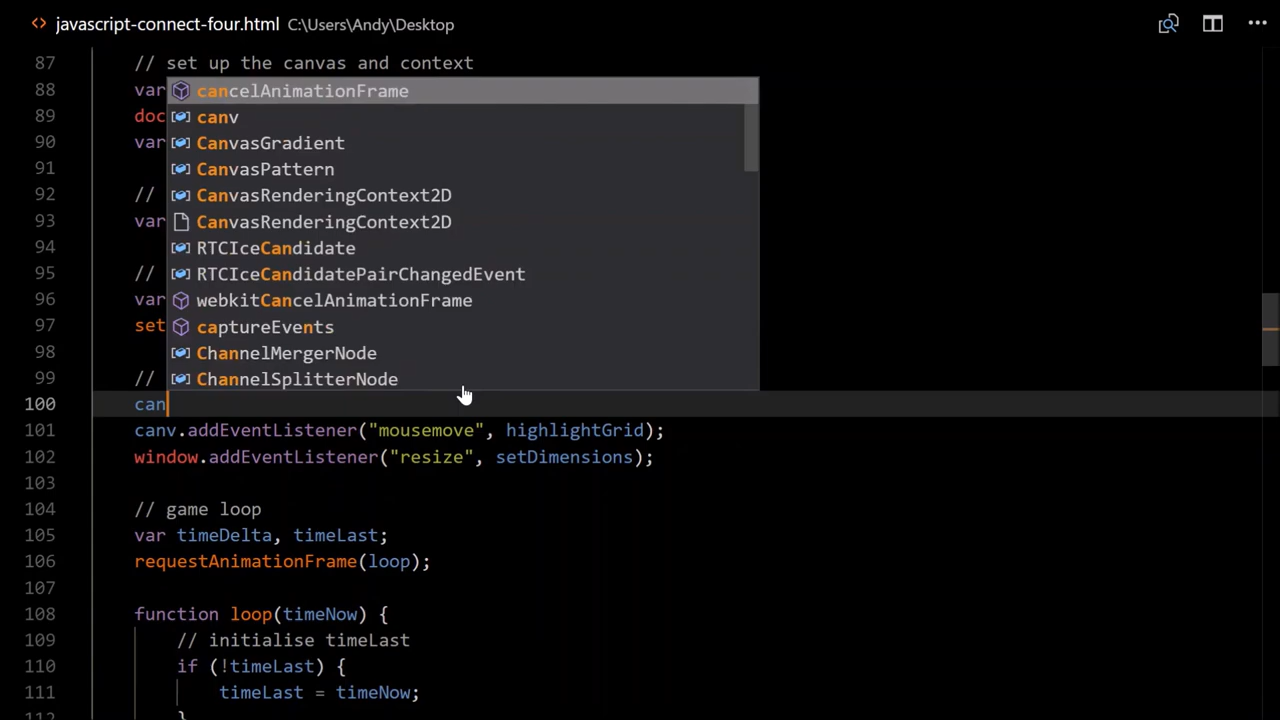 javascript-connect-four.html C:\Users\Andy\Desktop
87 // set up the canvas and context
88 var
cancelAnimationFrame
89 doc
canv
90 var
CanvasGradient
91
CanvasPattern
92 //
CanvasRenderingContext2D
93 var
CanvasRenderingContext2D
94
RTCIceCandidate
95 //
RTCIceCandidatePairChangedEvent
96 var
webkitCancelAnimationFrame
97 set
captureEvents
98
ChannelMergerNode
99 //
ChannelSplitterNode
100 can
101 canv.addEventListener("mousemove", highlightGrid);
102 window.addEventListener("resize", setDimensions);
103
104 // game loop
105 var timeDelta, timeLast;
106 requestAnimationFrame(loop);
107
108 function loop(timeNow) {
109 // initialise timeLast
110 if (!timeLast) {
111 timeLast = timeNow;
112 }